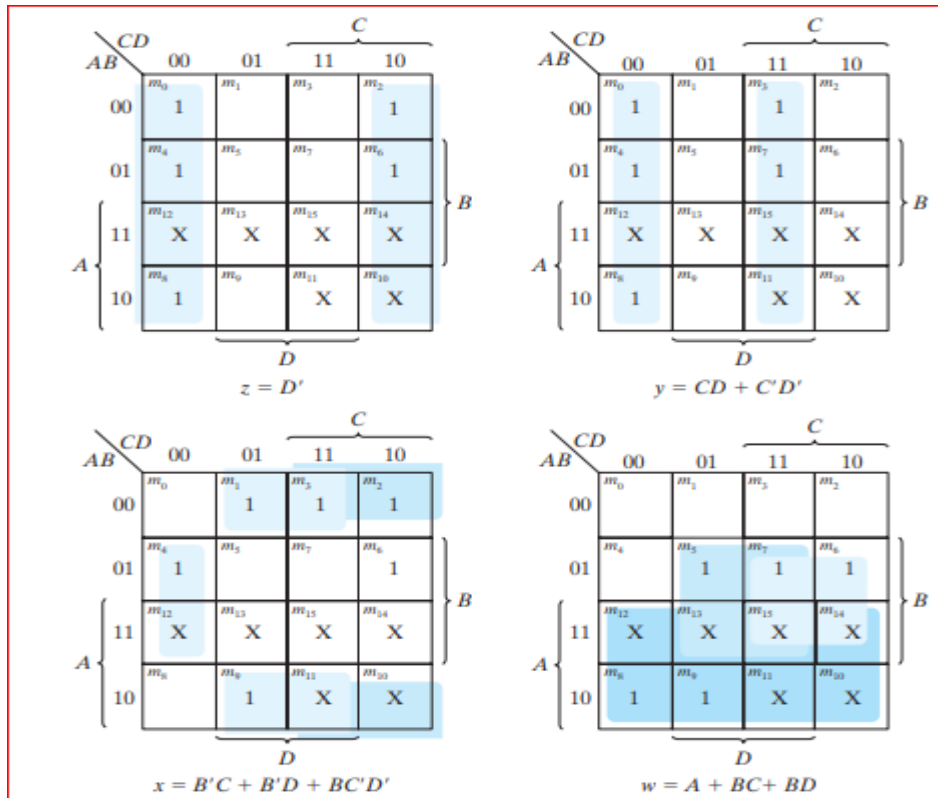 C C
CD CD
AB 00 01 11 10 AB 00 01 11 10
m0 m1 m3 m2 m0 m1 m3 m2
00 1 1 00 1 1
m4 m5 m7 m6 m4 m5 m7 m6
01 1 1 01 1 1
B B
m12 m13 m15 m14 m12 m13 m15 m14
11 X X X X 11 X X X X
A A
m8 m9 m11 m10 m8 m9 m11 m10
10 1 X X 10 1 X X
D D
z = D′ y = CD + C′D′
C C
CD CD
AB 00 01 11 10 AB 00 01 11 10
m0 m1 m3 m2 m0 m1 m3 m2
00 1 1 1 00
m4 m5 m7 m6 m4 m5 m7 m6
01 1 1 01 1 1 1
B B
m12 m13 m15 m14 m12 m13 m15 m14
11 X X X X 11 X X X X
A A
m8 m9 m11 m10 m8 m9 m11 m10
10 1 X X 10 1 1 X X
D D
x = B′C + B′D + BC′D′ w = A + BC+ BD